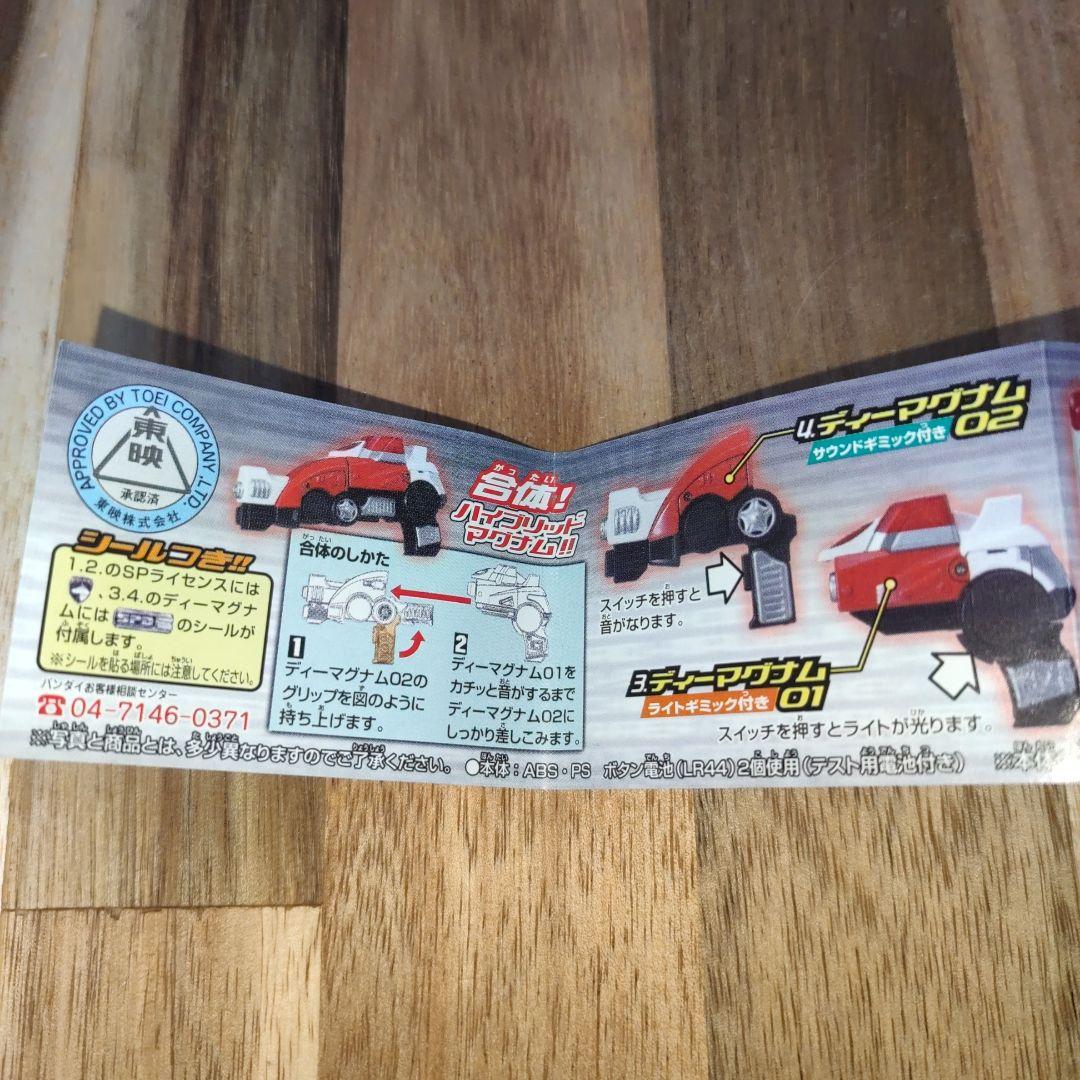 APPROVED BY TOEI COMPANY, LTD.
東映
承認済
東映株式会社
シールつき!!
1.2.のSPライセンスには
、3.4.のディーマグナ
ムには のシールが
付属します。
※シールを貼る場所には注意してください。
バンダイお客様相談センター
☎04-7146-0371
※写真と商品とは、多少異なりますのでご了承ください。
●本体:ABS・PS ボタン電池(LR44)2個使用(テスト用電池付き)
合体!
ハイブリッド
マグナム!!
合体のしかた
1
ディーマグナム02の
グリップを図のように
持ち上げます。
2
ディーマグナム01を
カチッと音がするまで
ディーマグナム02に
しっかり差しこみます。
4.ディーマグナム
02
サウンドギミック付き
スイッチを押すと
音がなります。
3.ディーマグナム
01
ライトギミック付き
スイッチを押すとライトが光ります。